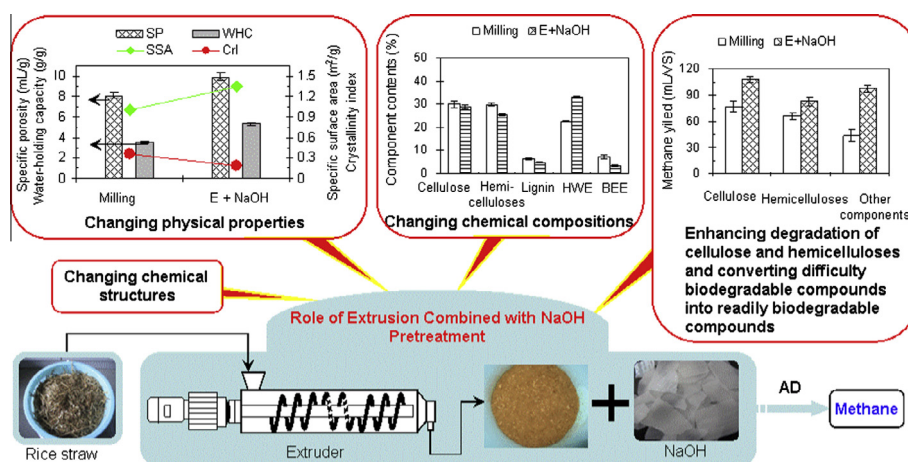 SP
WHC
SSA
CrI
Specific porosity (mL/g)
Water-holding capacity (g/g)
10
8
6
4
2
0
1.5
1.2
0.9
0.6
0.3
0
Specific surface area (m²/g)
Crystallinity index
Milling
E + NaOH
Changing physical properties
Milling
E+NaOH
Component contents (%)
50
40
30
20
10
0
Cellulose
Hemi-
celluloses
Lignin
HWE
BEE
Changing chemical compositions
Milling
E+NaOH
Methane yilled (mL/VS)
120
90
60
30
0
Cellulose
Hemicelluloses
Other
components
Enhancing degradation of
cellulose and hemicelluloses
and converting difficulty
biodegradable compounds
into readily biodegradable
compounds
Changing chemical
structures
Role of Extrusion Combined with NaOH
Pretreatment
Rice straw
Extruder
+
NaOH
AD
Methane